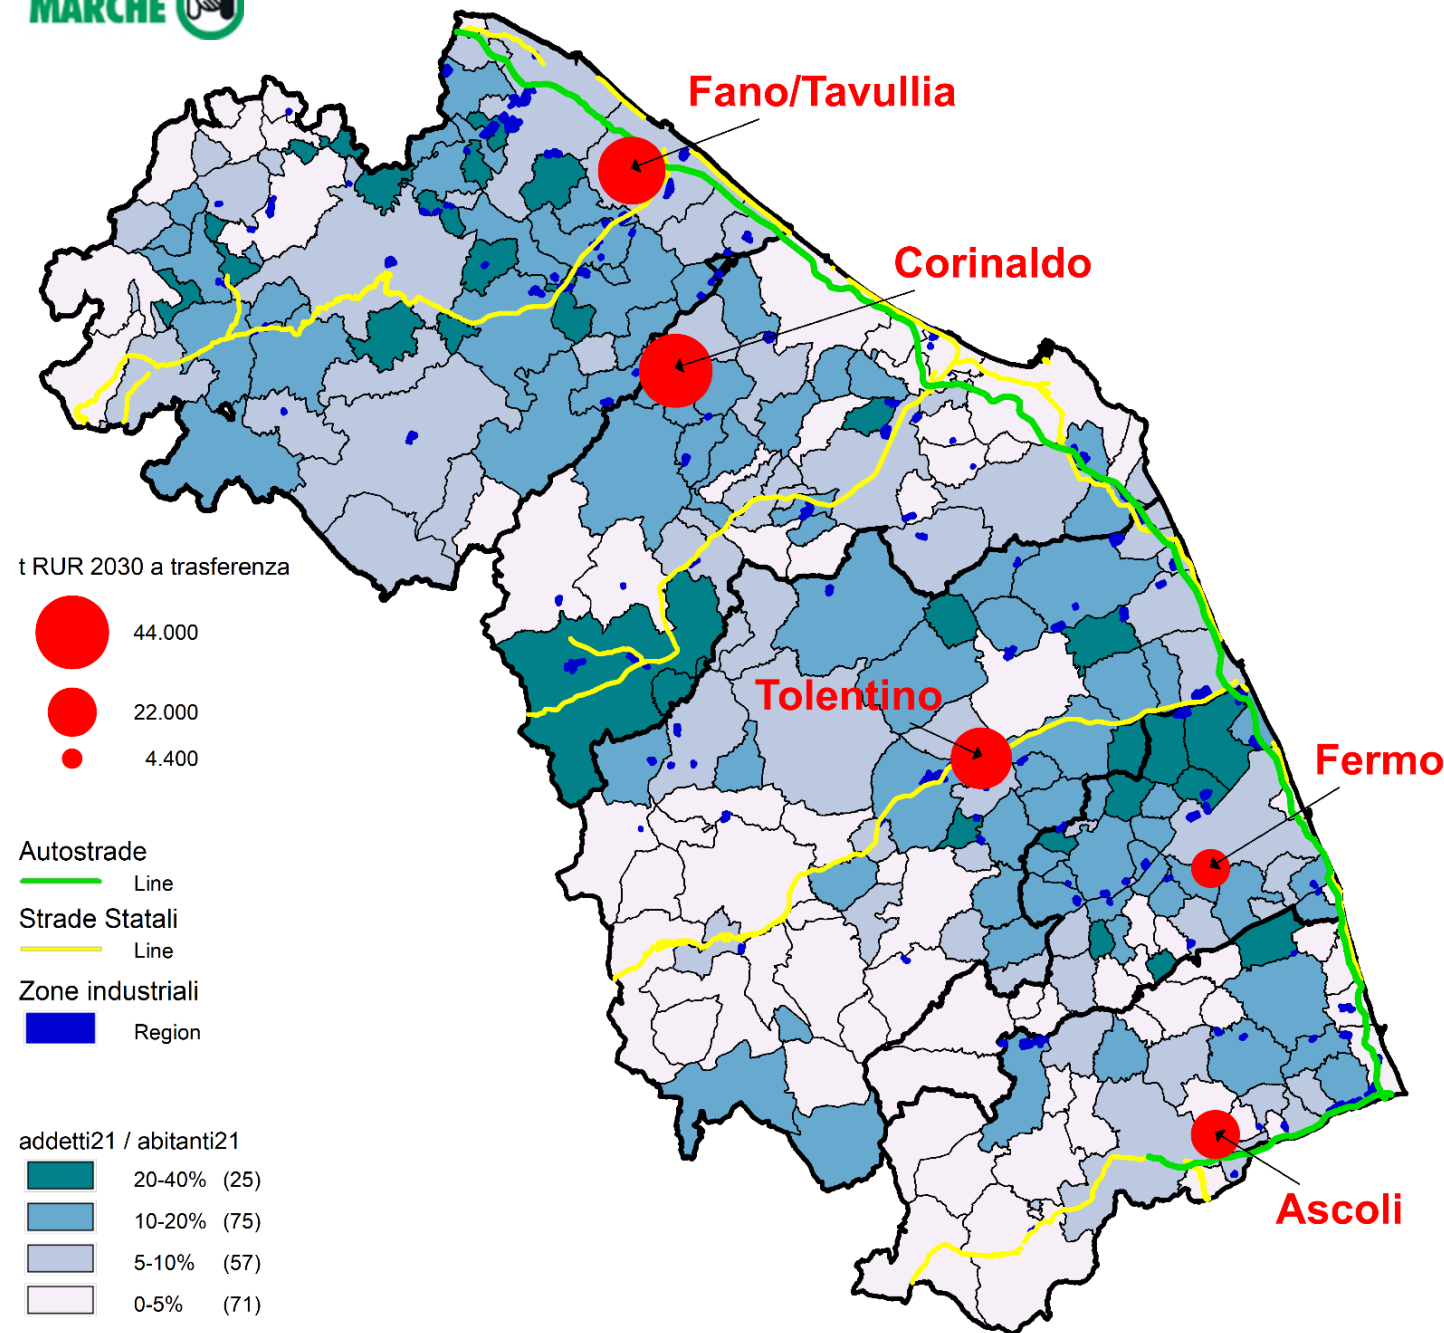 MARCHE
Fano/Tavullia
Corinaldo
Tolentino
Fermo
Ascoli
t RUR 2030 a trasferenza
44.000
22.000
4.400
Autostrade
Line
Strade Statali
Line
Zone industriali
Region
addetti21 / abitanti21
20-40% (25)
10-20% (75)
5-10% (57)
0-5% (71)